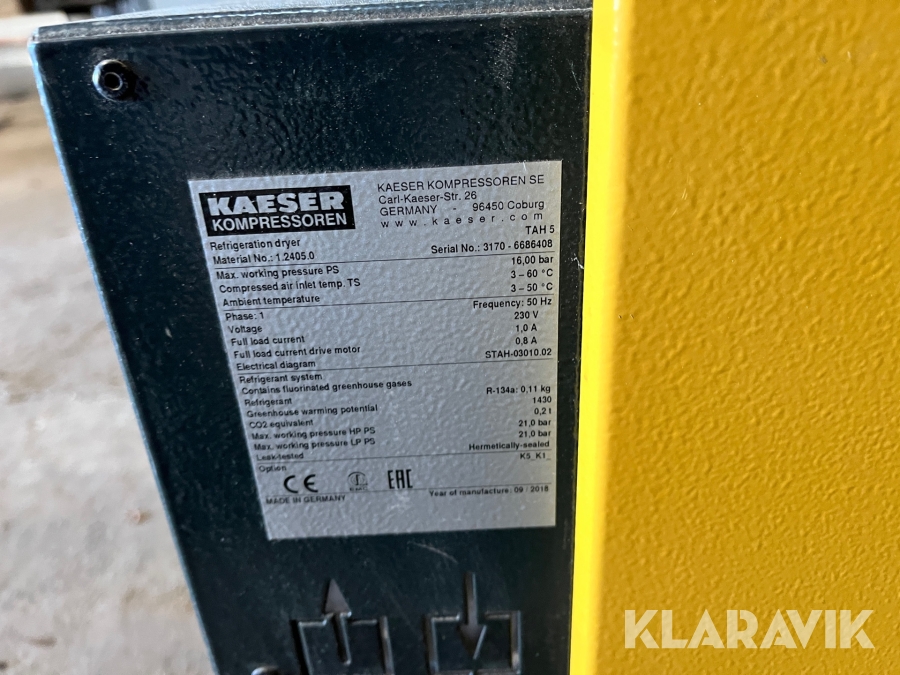 KAESER
KOMPRESSOREN
KAESER KOMPRESSOREN SE
Carl-Kaeser-Str. 26
GERMANY - 96450 Coburg
www.kaeser.com
Refrigeration dryer TAH 5
Material No.: 1.2405.0 Serial No.: 3170 - 6686408
Max. working pressure PS 16,00 bar
Compressed air inlet temp. TS 3 – 60 °C
Ambient temperature 3 – 50 °C
Phase: 1 Frequency: 50 Hz
Voltage 230 V
Full load current 1,0 A
Full load current drive motor 0,8 A
Electrical diagram STAH-03010.02
Refrigerant system
Contains fluorinated greenhouse gases
Refrigerant R-134a: 0,11 kg
Greenhouse warming potential 1430
CO2 equivalent 0,2 t
Max. working pressure HP PS 21,0 bar
Max. working pressure LP PS 21,0 bar
Leak-tested Hermetically-sealed
Option K5_K1_
CE EAC
MADE IN GERMANY Year of manufacture: 09 / 2018
KLARAVIK